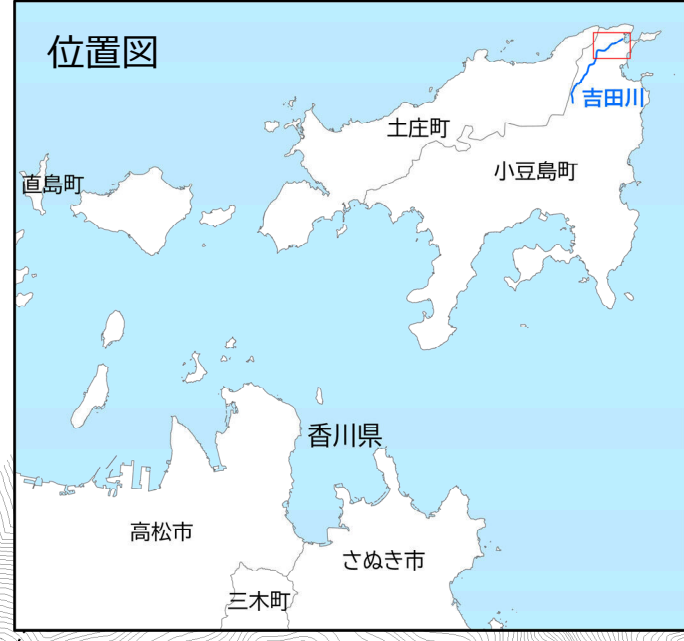 位置図
吉田川
土庄町
小豆島町
直島町
香川県
高松市
さぬき市
三木町